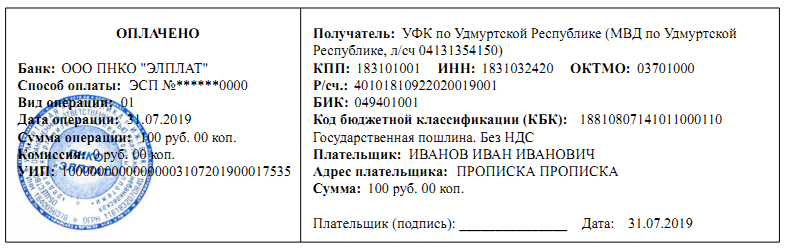 ОПЛАЧЕНО
Банк: ООО ПНКО "ЭЛПЛАТ"
Способ оплаты: ЭСП №******0000
Вид операции: 01
Дата операции: 31.07.2019
Сумма операции: 100 руб. 00 коп.
Комиссия: 0 руб. 00 коп.
УИП: 10000000000000003107201900017535
ПНКО
ЭЛПЛАТ
Получатель: УФК по Удмуртской Республике (МВД по Удмуртской
Республике, л/сч 04131354150)
КПП: 183101001 ИНН: 1831032420 ОКТМО: 03701000
Р/сч.: 40101810922020019001
БИК: 049401001
Код бюджетной классификации (КБК): 18810807141011000110
Государственная пошлина. Без НДС
Плательщик: ИВАНОВ ИВАН ИВАНОВИЧ
Адрес плательщика: ПРОПИСКА ПРОПИСКА
Сумма: 100 руб. 00 коп.
Плательщик (подпись): _______________ Дата: 31.07.2019